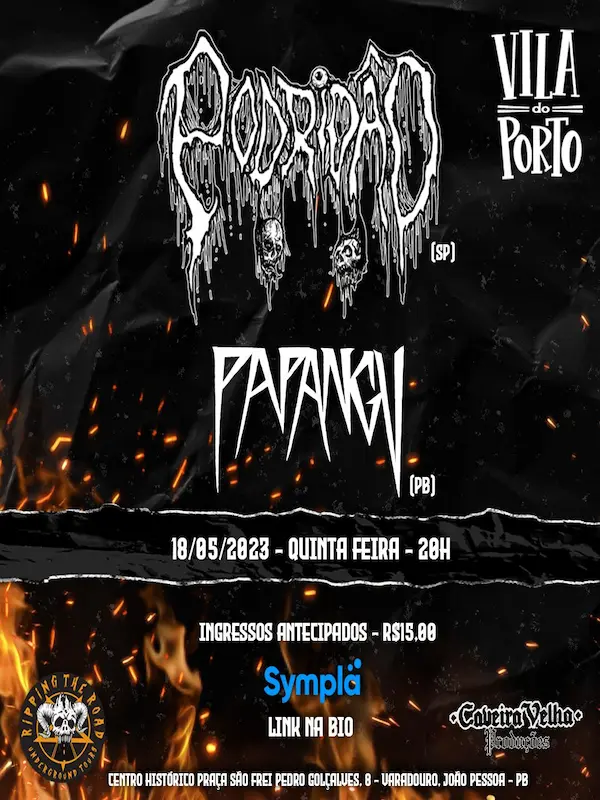 PODRIDÃO
(SP)
VILA
do
PORTO
PAPANGU
(PB)
18/05/2023 - QUINTA FEIRA - 20H
INGRESSOS ANTECIPADOS - R$15,00
Sympla
LINK NA BIO
RIPPING THE ROAD
UNDERGROUND TOURS
Caveira Velha
Produções
CENTRO HISTÓRICO PRAÇA SÃO FREI PEDRO GOLÇALVES, 8 - VARADOURO, JOÃO PESSOA - PB